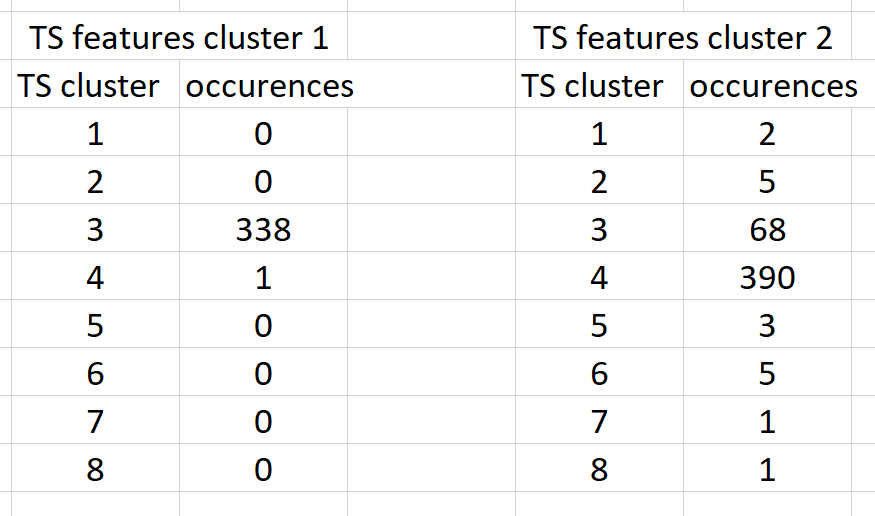 TS features cluster 1 TS features cluster 2
TS cluster occurences TS cluster occurences
1 0 1 2
2 0 2 5
3 338 3 68
4 1 4 390
5 0 5 3
6 0 6 5
7 0 7 1
8 0 8 1